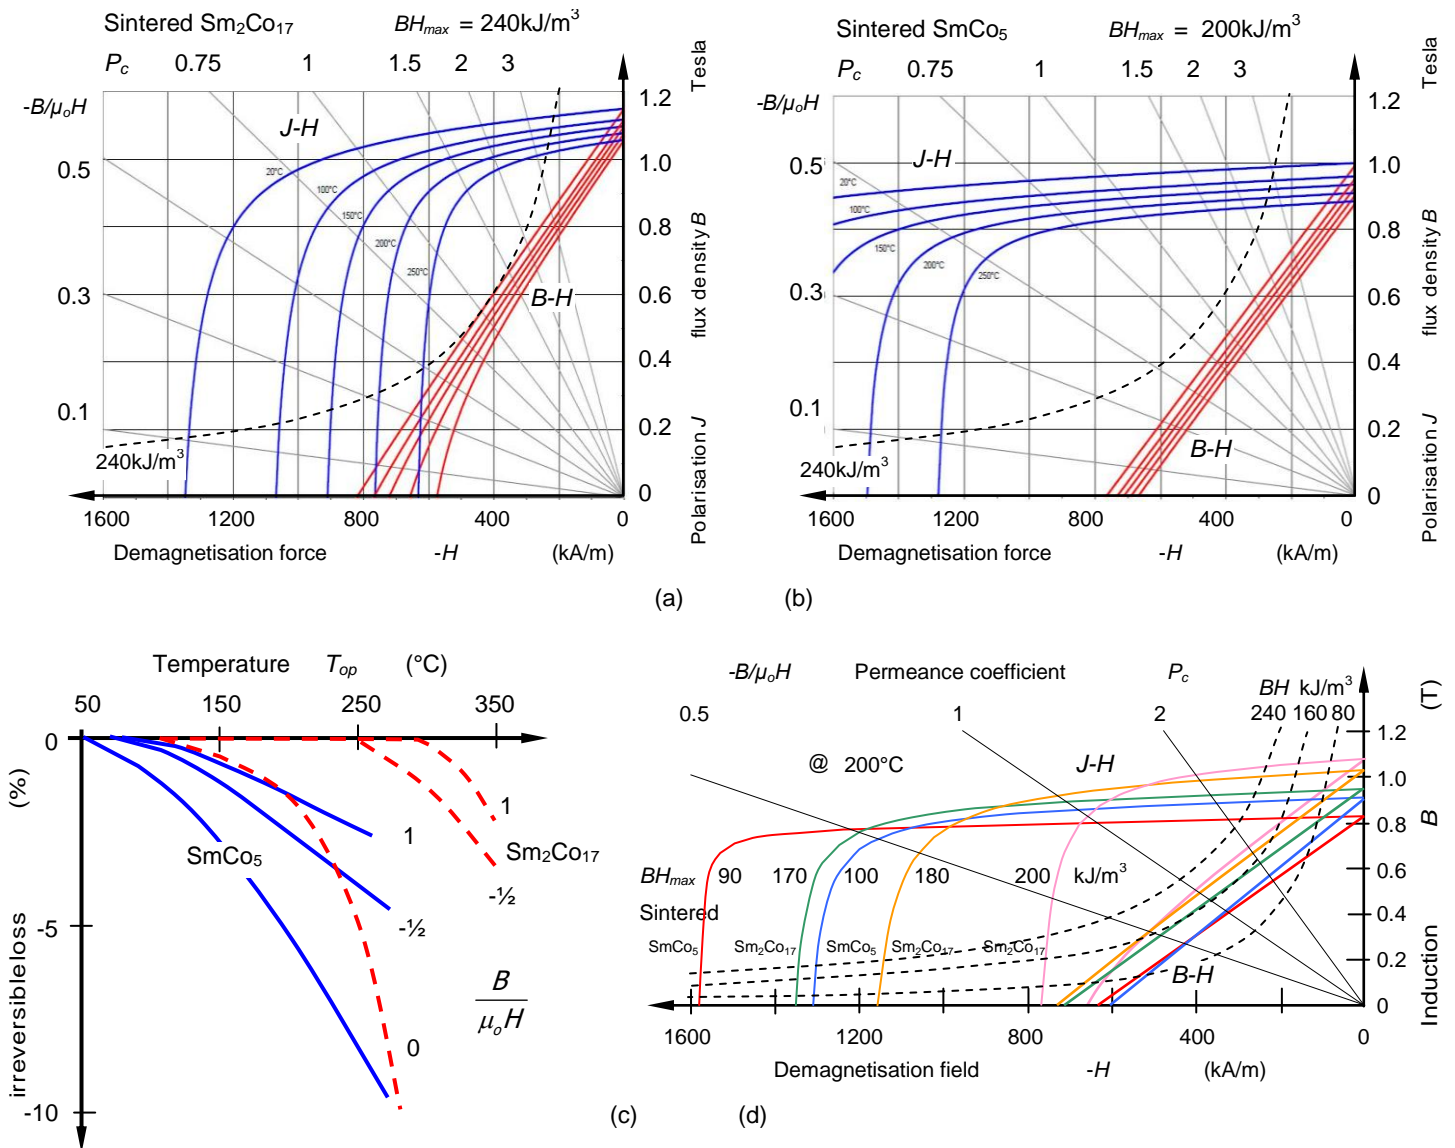 Sintered Sm₂Co₁₇ BHmax = 240kJ/m³
Pc 0.75 1 1.5 2 3
Tesla
-B/μₒH
1.2
J-H
0.5
1.0
20°C
100°C
150°C
200°C
250°C
0.8
flux density B
0.3
B-H
0.6
0.4
0.1
0.2
240kJ/m³
0
Polarisation J
1600 1200 800 400 0
Demagnetisation force -H (kA/m)
(a)
Sintered SmCo₅ BHmax = 200kJ/m³
Pc 0.75 1 1.5 2 3
Tesla
-B/μₒH
1.2
J-H
0.5
1.0
20°C
100°C
150°C
200°C
250°C
0.8
flux density B
0.3
0.6
0.4
0.1
B-H
0.2
240kJ/m³
0
Polarisation J
1600 1200 800 400 0
Demagnetisation force -H (kA/m)
(b)
Temperature Top (°C)
50 150 250 350
0
(%)
1
1
SmCo₅
Sm₂Co₁₇
-½
-½
-5
B
μₒH
0
irreversible loss
-10
(c)
-B/μₒH Permeance coefficient Pc
BH kJ/m³
0.5 1 2 240 160 80
(T)
1.2
@ 200°C
J-H
1.0
B
0.8
BHmax 90 170 100 180 200 kJ/m³
0.6
Sintered
0.4
SmCo₅ Sm₂Co₁₇ SmCo₅ Sm₂Co₁₇ Sm₂Co₁₇
B-H
0.2
0
Induction
1600 1200 800 400 0
Demagnetisation field -H (kA/m)
(d)